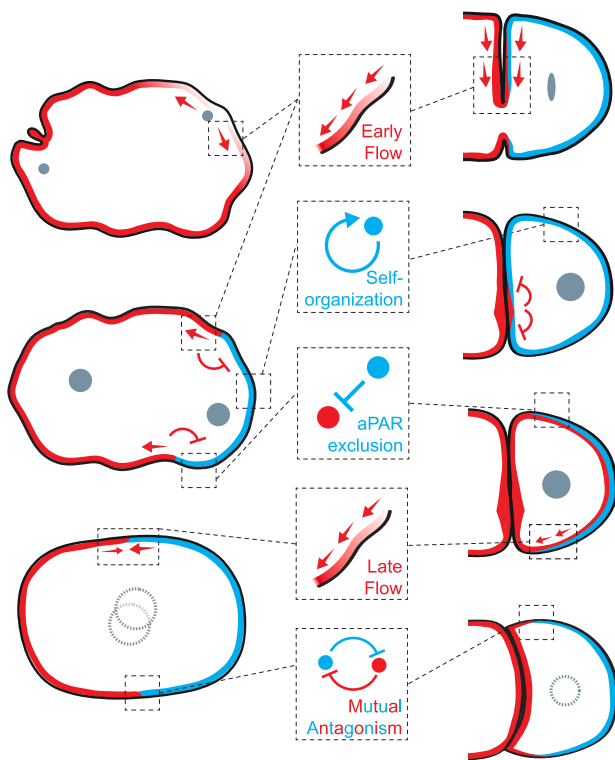 Early
Flow
Self-
organization
aPAR
exclusion
Late
Flow
Mutual
Antagonism